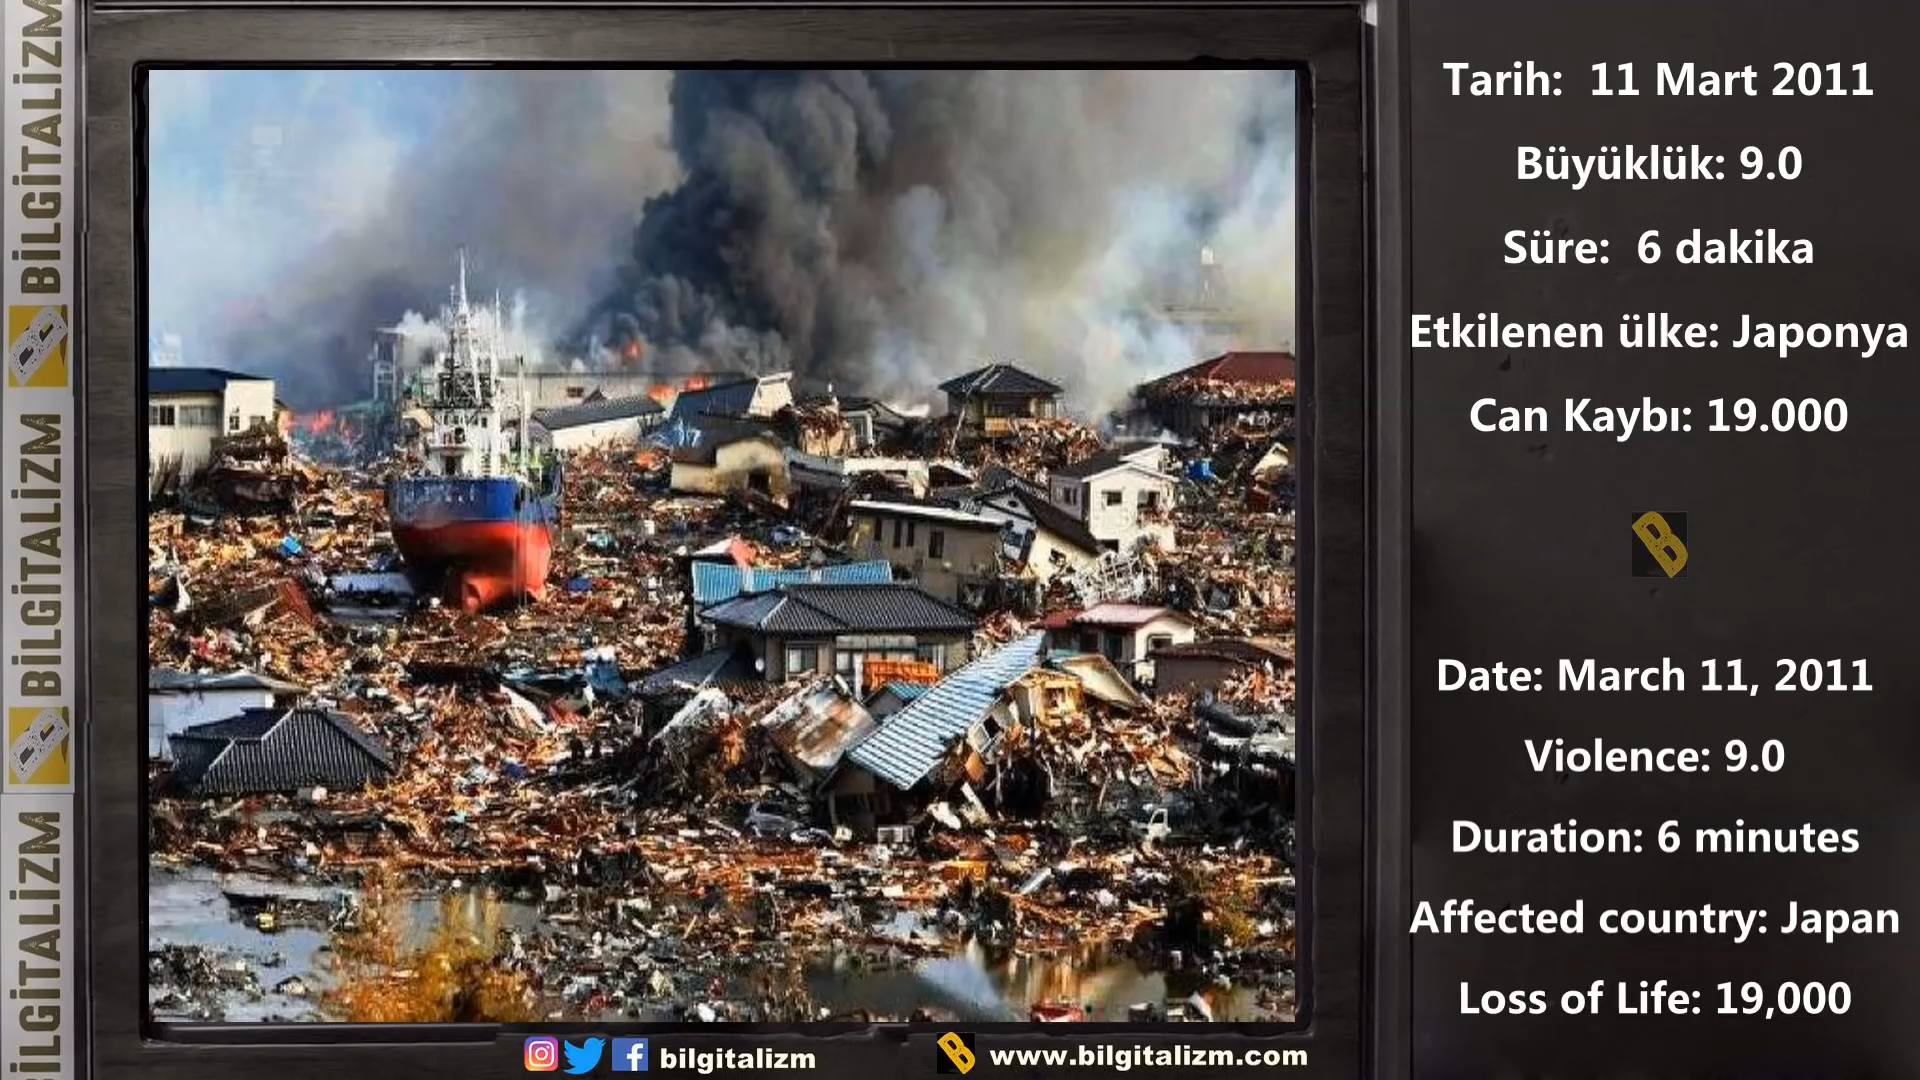 BİLGİTALİZM
BİLGİTALİZM
BİLGİTALİZM
Tarih: 11 Mart 2011
Büyüklük: 9.0
Süre: 6 dakika
Etkilenen ülke: Japonya
Can Kaybı: 19.000
B
Date: March 11, 2011
Violence: 9.0
Duration: 6 minutes
Affected country: Japan
Loss of Life: 19,000
bilgitalizm
B www.bilgitalizm.com